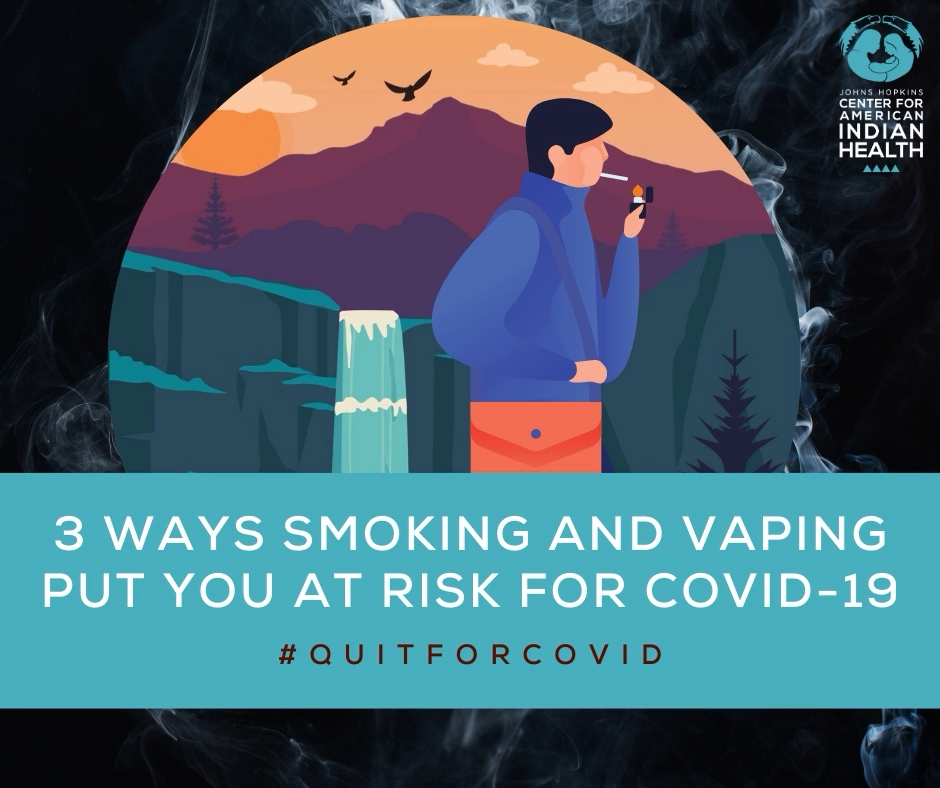 JOHNS HOPKINS
CENTER FOR
AMERICAN
INDIAN
HEALTH
3 WAYS SMOKING AND VAPING
PUT YOU AT RISK FOR COVID-19
#QUITFORCOVID